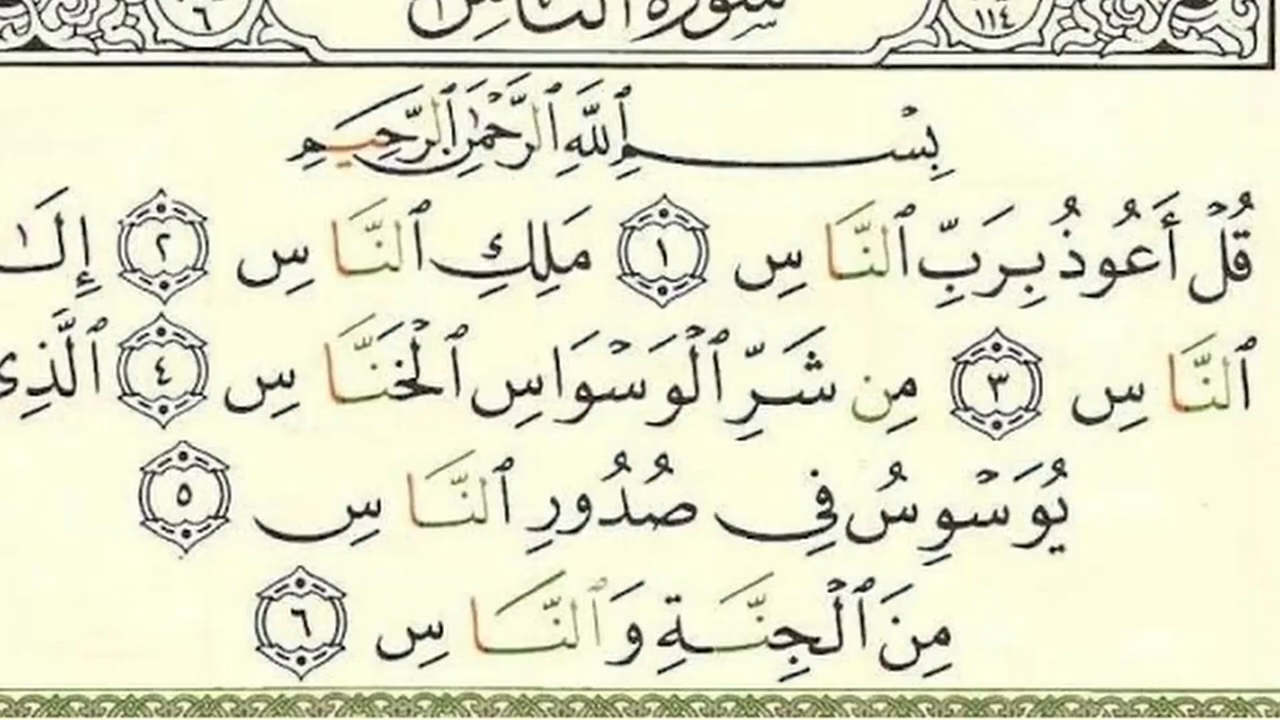 سورة الناس
٦ ١١٤
بِسْمِ ٱللَّهِ ٱلرَّحْمَٰنِ ٱلرَّحِيمِ
قُلْ أَعُوذُ بِرَبِّ ٱلنَّاسِ ١ مَلِكِ ٱلنَّاسِ ٢ إِلَٰ
ٱلنَّاسِ ٣ مِن شَرِّ ٱلْوَسْوَاسِ ٱلْخَنَّاسِ ٤ ٱلَّذِى
يُوَسْوِسُ فِى صُدُورِ ٱلنَّاسِ ٥
مِنَ ٱلْجِنَّةِ وَٱلنَّاسِ ٦